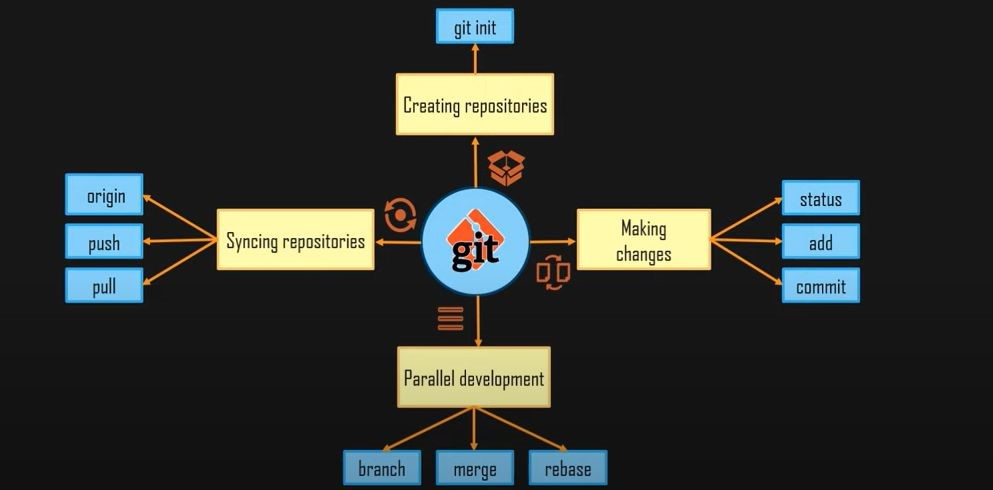 git init
Creating repositories
origin
push
pull
Syncing repositories
git
Making
changes
status
add
commit
Parallel development
branch
merge
rebase